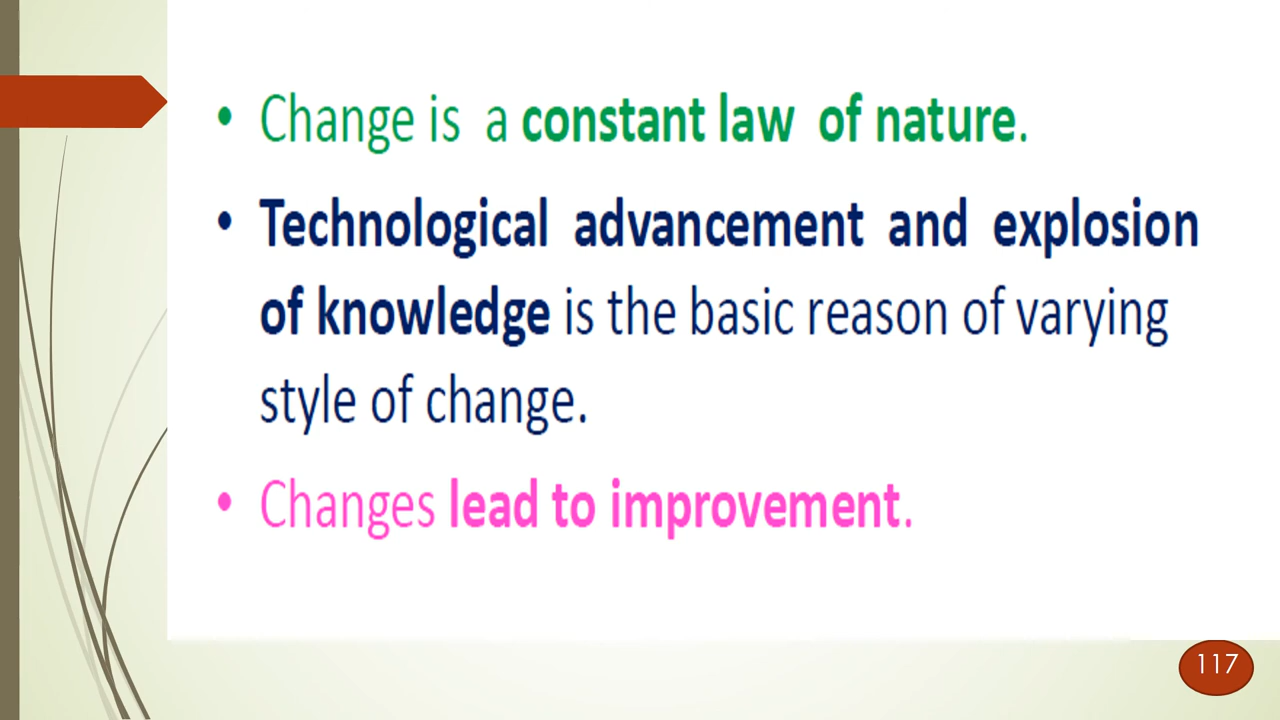 • Change is a constant law of nature.
• Technological advancement and explosion
of knowledge is the basic reason of varying
style of change.
• Changes lead to improvement.
117